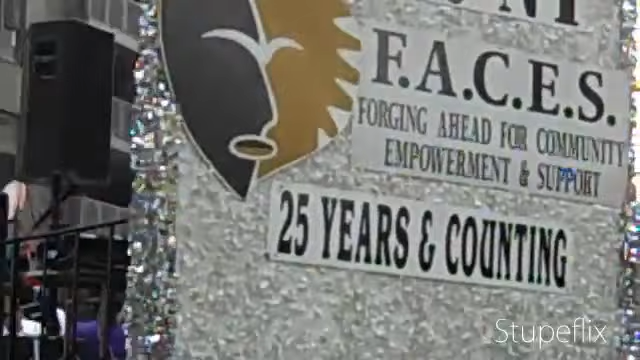 F.A.C.E.S.
FORGING AHEAD FOR COMMUNITY
EMPOWERMENT & SUPPORT
25 YEARS & COUNTING
Stupeflix